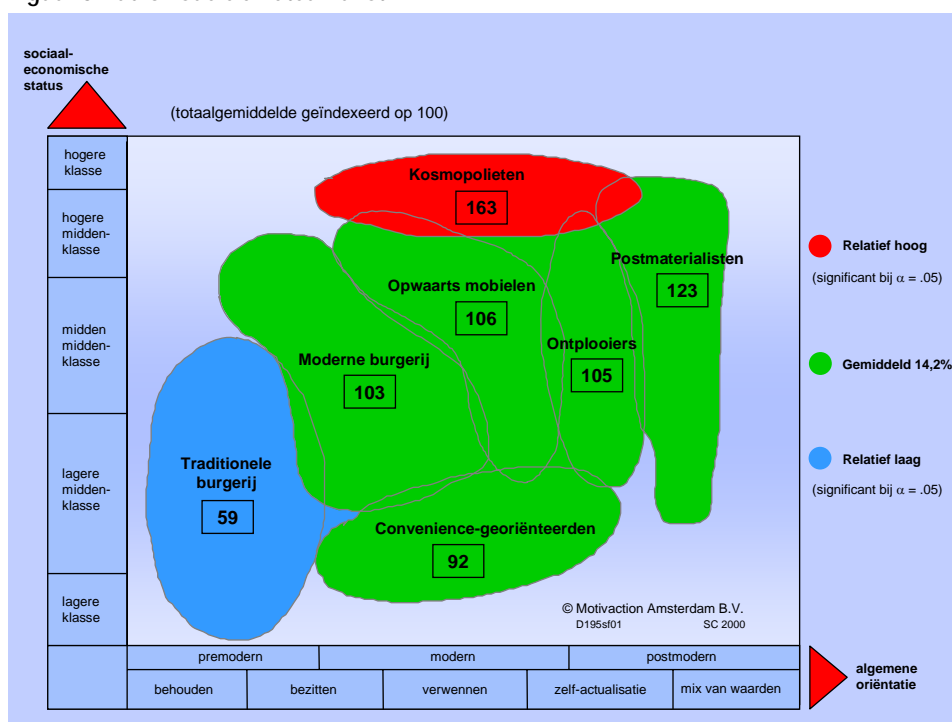 sociaal-
economische
status
(totaalgemiddelde geïndexeerd op 100)
hogere
klasse
hogere
midden-
klasse
midden
midden-
klasse
lagere
midden-
klasse
lagere
klasse
Kosmopolieten
163
Postmaterialisten
123
Opwaarts mobielen
106
Ontplooiers
105
Moderne burgerij
103
Traditionele
burgerij
59
Convenience-georiënteerden
92
Relatief hoog
(significant bij α = .05)
Gemiddeld 14,2%
Relatief laag
(significant bij α = .05)
© Motivaction Amsterdam B.V.
D195sf01 SC 2000
premodern modern postmodern
behouden bezitten verwennen zelf-actualisatie mix van waarden
algemene
oriëntatie